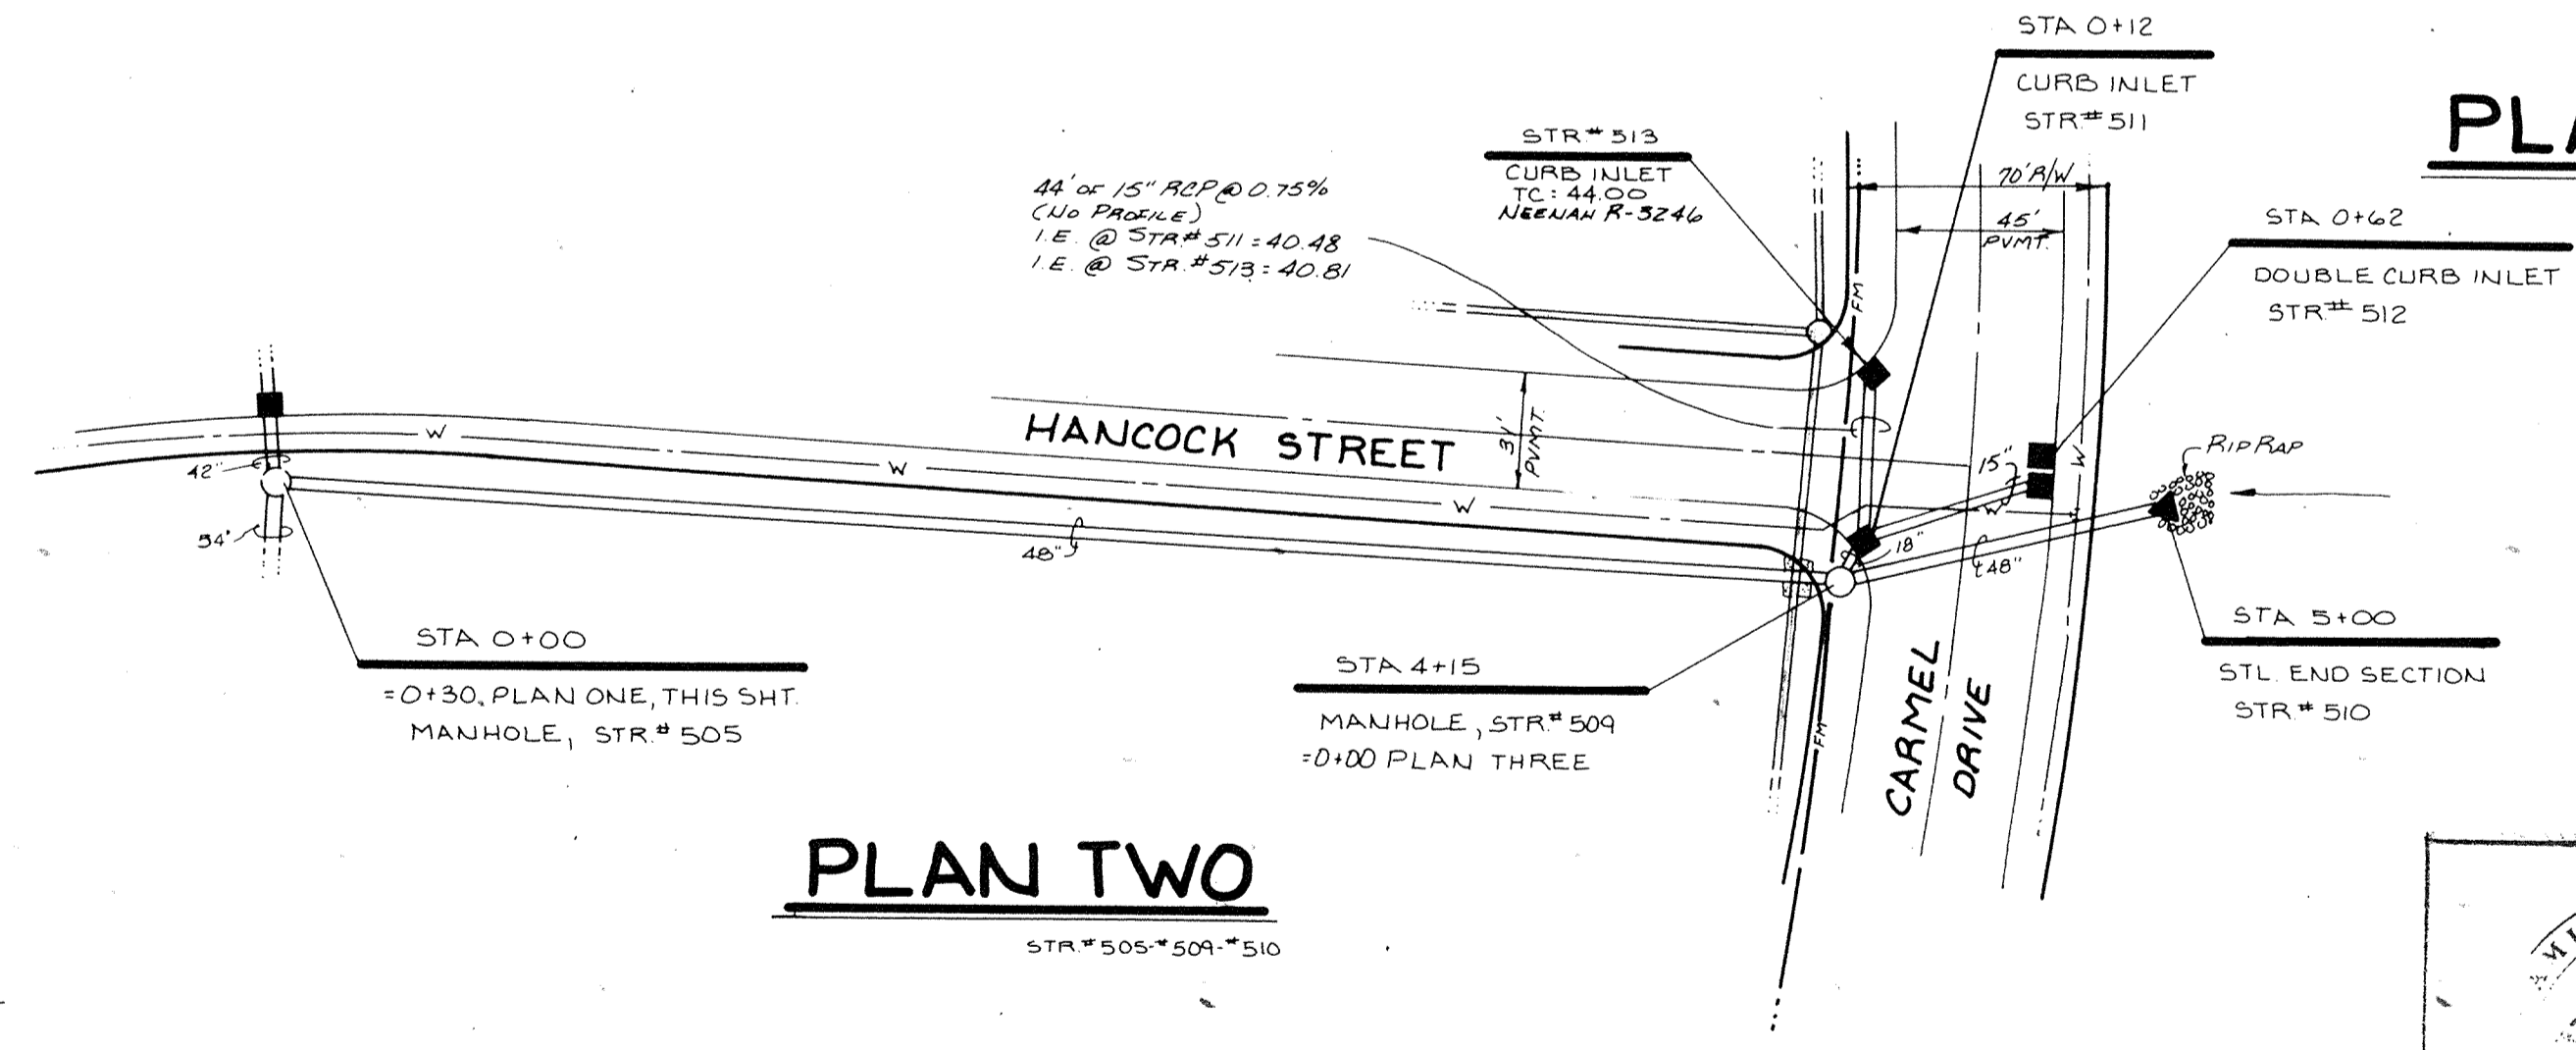 STA 0+12
CURB INLET
STR.# 511
PLA
STR# 513
CURB INLET
TC: 44.00
NEENAH R-3246
44' OF 15" RCP @ 0.75%
(NO PROFILE)
I.E. @ STR# 511 = 40.48
I.E. @ STR.# 513 = 40.81
70' R/W
45'
PVMT.
STA 0+62
DOUBLE CURB INLET
STR# 512
FM
HANCOCK STREET
31'
PVMT.
W
W
W
W
W
42"
54"
48"
15"
18"
48"
RIP RAP
STA 0+00
=0+30, PLAN ONE, THIS SHT.
MANHOLE, STR.# 505
STA 4+15
MANHOLE, STR.# 509
=0+00 PLAN THREE
STA 5+00
STL. END SECTION
STR.# 510
FM
CARMEL
DRIVE
PLAN TWO
STR.# 505-# 509-# 510